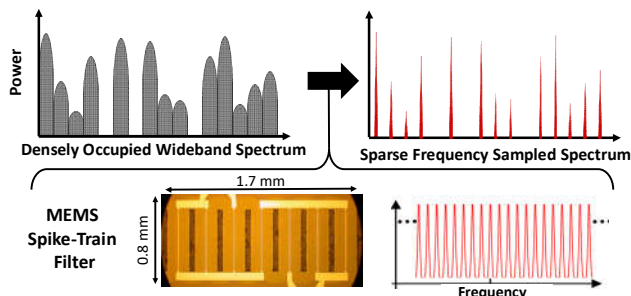 Power
Densely Occupied Wideband Spectrum
Sparse Frequency Sampled Spectrum
1.7 mm
MEMS
Spike-Train
Filter
0.8 mm
Frequency